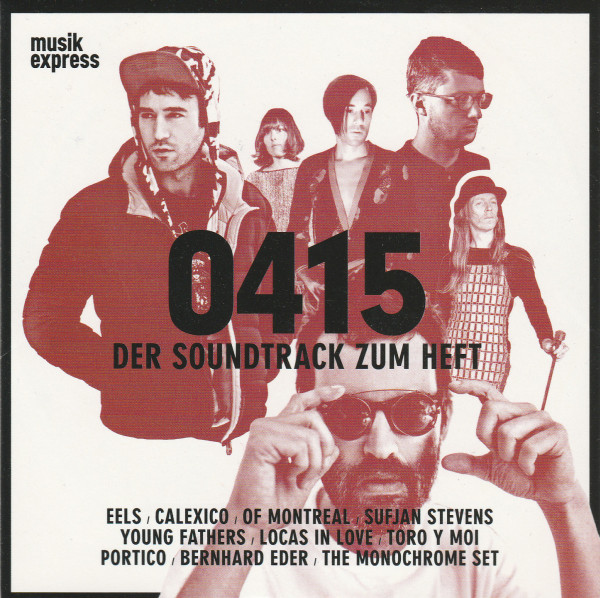 musik
express
0415
DER SOUNDTRACK ZUM HEFT
EELS / CALEXICO / OF MONTREAL / SUFJAN STEVENS
YOUNG FATHERS / LOCAS IN LOVE / TORO Y MOI
PORTICO / BERNHARD EDER / THE MONOCHROME SET